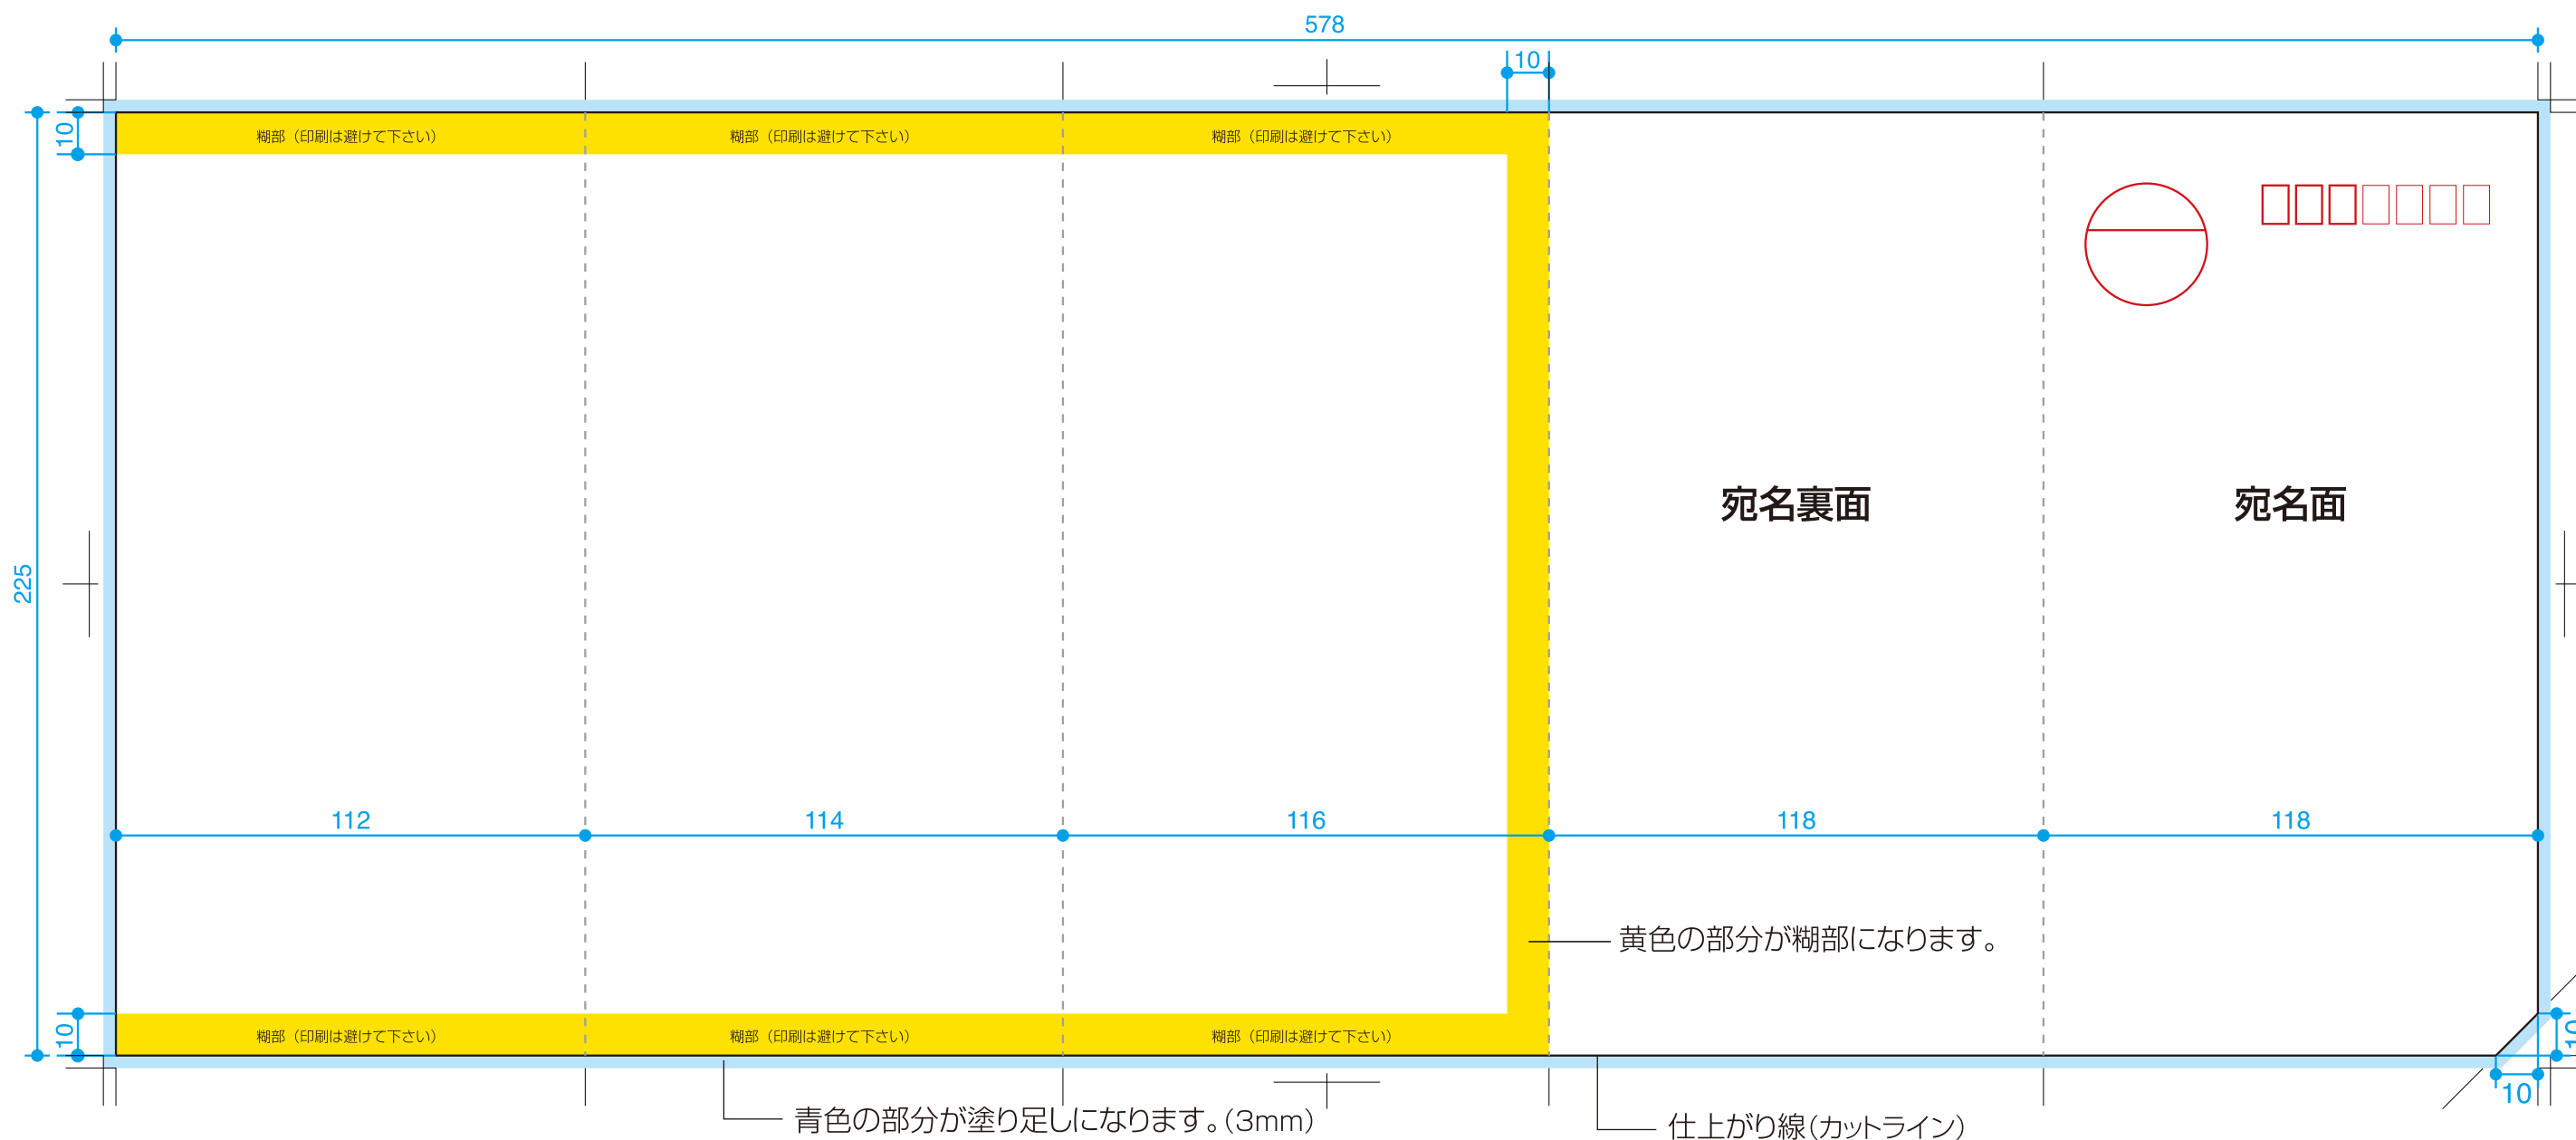 578
10
10
糊部（印刷は避けて下さい）
糊部（印刷は避けて下さい）
糊部（印刷は避けて下さい）
宛名裏面
宛名面
225
112
114
116
118
118
黄色の部分が糊部になります。
10
糊部（印刷は避けて下さい）
糊部（印刷は避けて下さい）
糊部（印刷は避けて下さい）
10
10
青色の部分が塗り足しになります。（3mm）
仕上がり線（カットライン）